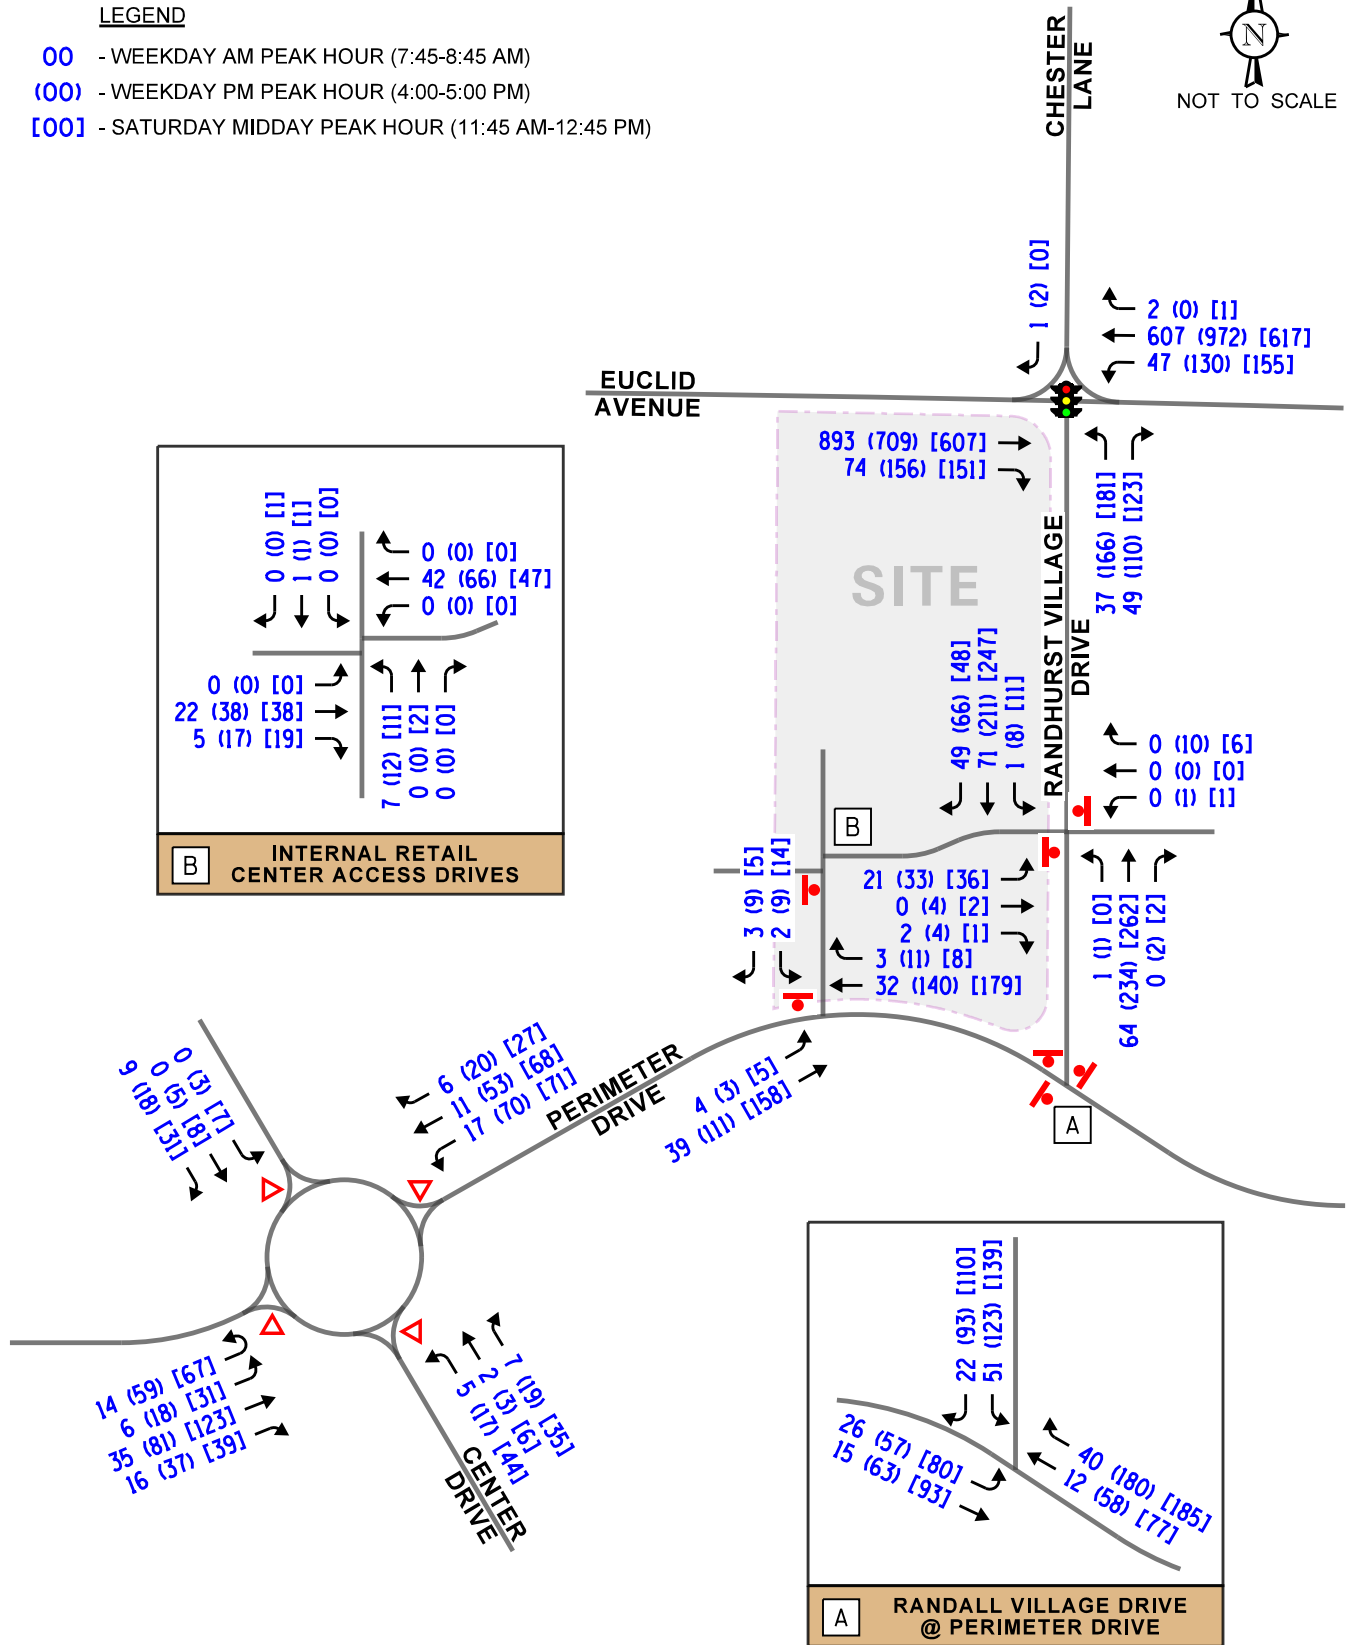 LEGEND
00 - WEEKDAY AM PEAK HOUR (7:45-8:45 AM)
(00) - WEEKDAY PM PEAK HOUR (4:00-5:00 PM)
[00] - SATURDAY MIDDAY PEAK HOUR (11:45 AM-12:45 PM)
N
NOT TO SCALE
CHESTER
LANE
1 (2) [0]
2 (0) [1]
607 (972) [617]
47 (130) [155]
EUCLID
AVENUE
893 (709) [607]
74 (156) [151]
37 (166) [181]
49 (110) [123]
RANDHURST VILLAGE
DRIVE
SITE
0 (0) [1]
1 (1) [1]
0 (0) [0]
0 (0) [0]
42 (66) [47]
0 (0) [0]
0 (0) [0]
22 (38) [38]
5 (17) [19]
7 (12) [11]
0 (0) [2]
0 (0) [0]
B
INTERNAL RETAIL
CENTER ACCESS DRIVES
49 (66) [48]
71 (211) [247]
1 (8) [11]
0 (10) [6]
0 (0) [0]
0 (1) [1]
B
3 (9) [5]
2 (9) [14]
21 (33) [36]
0 (4) [2]
2 (4) [1]
3 (11) [8]
32 (140) [179]
1 (1) [0]
64 (234) [262]
0 (2) [2]
0 (3) [7]
0 (5) [8]
9 (18) [31]
6 (20) [27]
11 (53) [68]
17 (70) [71]
PERIMETER
DRIVE
4 (3) [5]
39 (111) [158]
A
14 (59) [67]
6 (18) [31]
35 (81) [123]
16 (37) [39]
7 (19) [35]
2 (3) [6]
5 (17) [44]
CENTER
DRIVE
22 (93) [110]
51 (123) [139]
26 (57) [80]
15 (63) [93]
40 (180) [185]
12 (58) [77]
A
RANDALL VILLAGE DRIVE
@ PERIMETER DRIVE